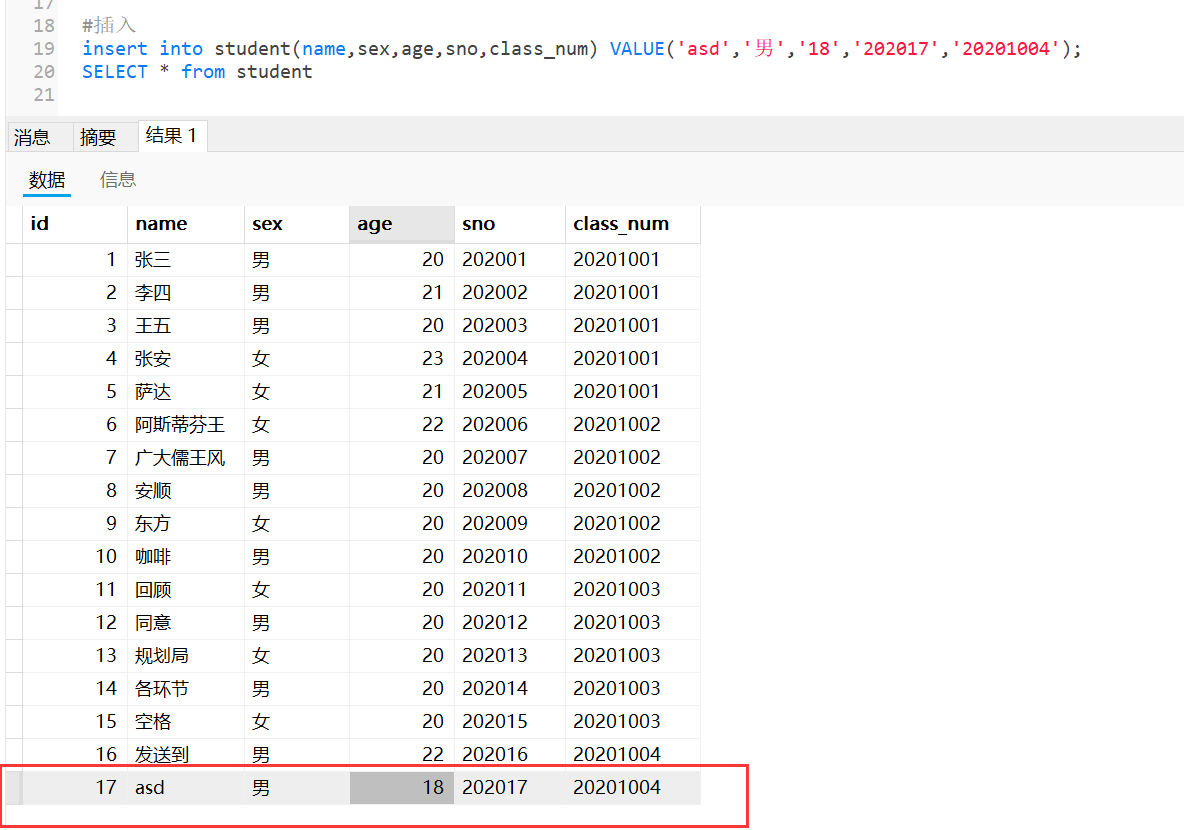 17
18 #插入
19 insert into student(name,sex,age,sno,class_num) VALUE('asd','男','18','202017','20201004');
20 SELECT * from student
21
消息 摘要 结果 1
数据 信息
id name sex age sno class_num
1 张三 男 20 202001 20201001
2 李四 男 21 202002 20201001
3 王五 男 20 202003 20201001
4 张安 女 23 202004 20201001
5 萨达 女 21 202005 20201001
6 阿斯蒂芬王 女 22 202006 20201002
7 广大儒王风 男 20 202007 20201002
8 安顺 男 20 202008 20201002
9 东方 女 20 202009 20201002
10 咖啡 男 20 202010 20201002
11 回顾 女 20 202011 20201003
12 同意 男 20 202012 20201003
13 规划局 女 20 202013 20201003
14 各环节 男 20 202014 20201003
15 空格 女 20 202015 20201003
16 发送到 男 22 202016 20201004
17 asd 男 18 202017 20201004